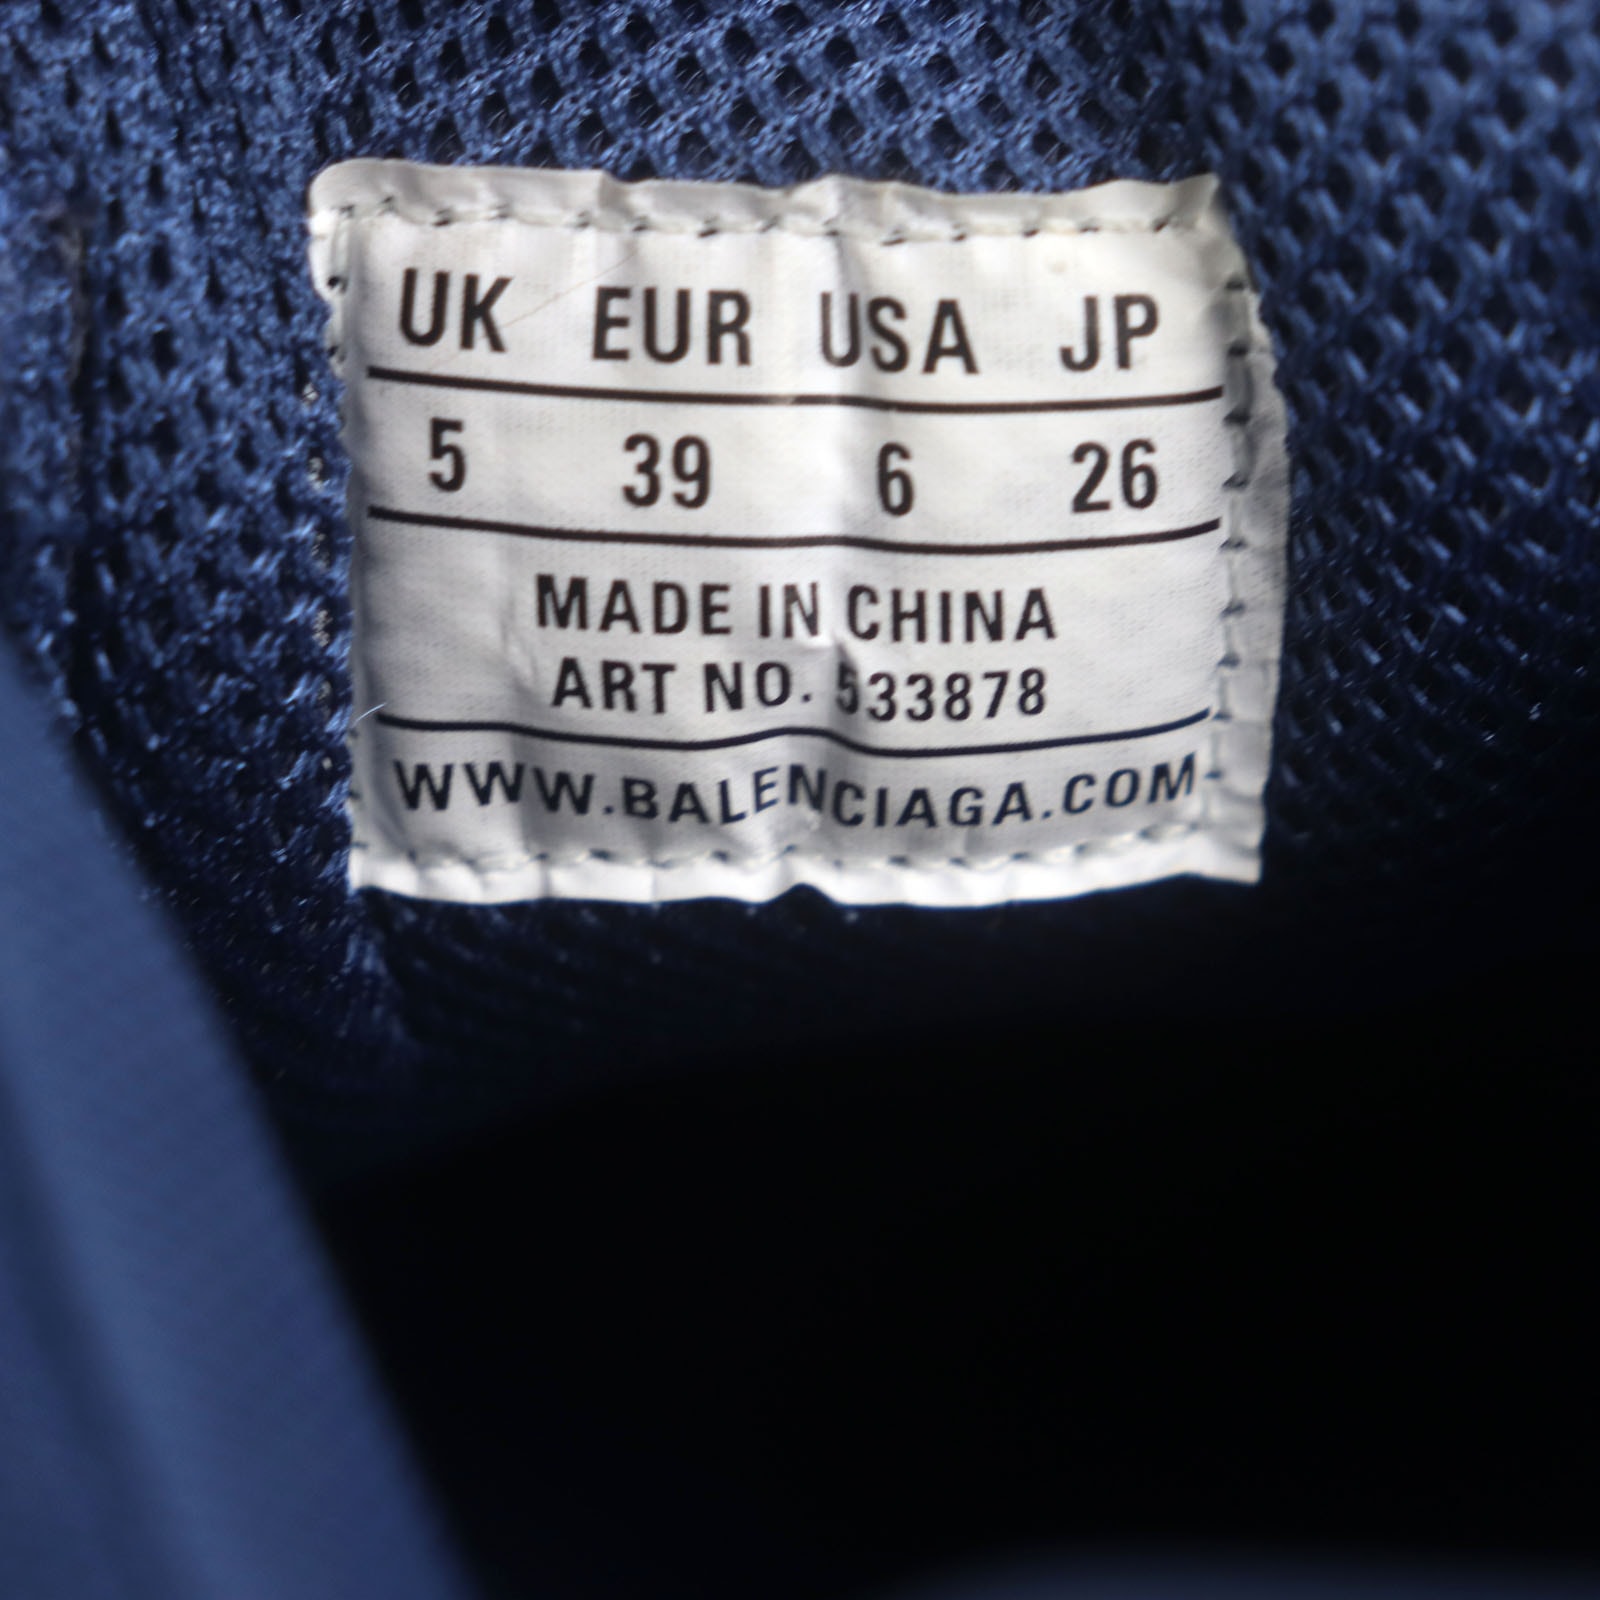 UK EUR USA JP
5 39 6 26
MADE IN CHINA
ART NO. 533878
WWW.BALENCIAGA.COM